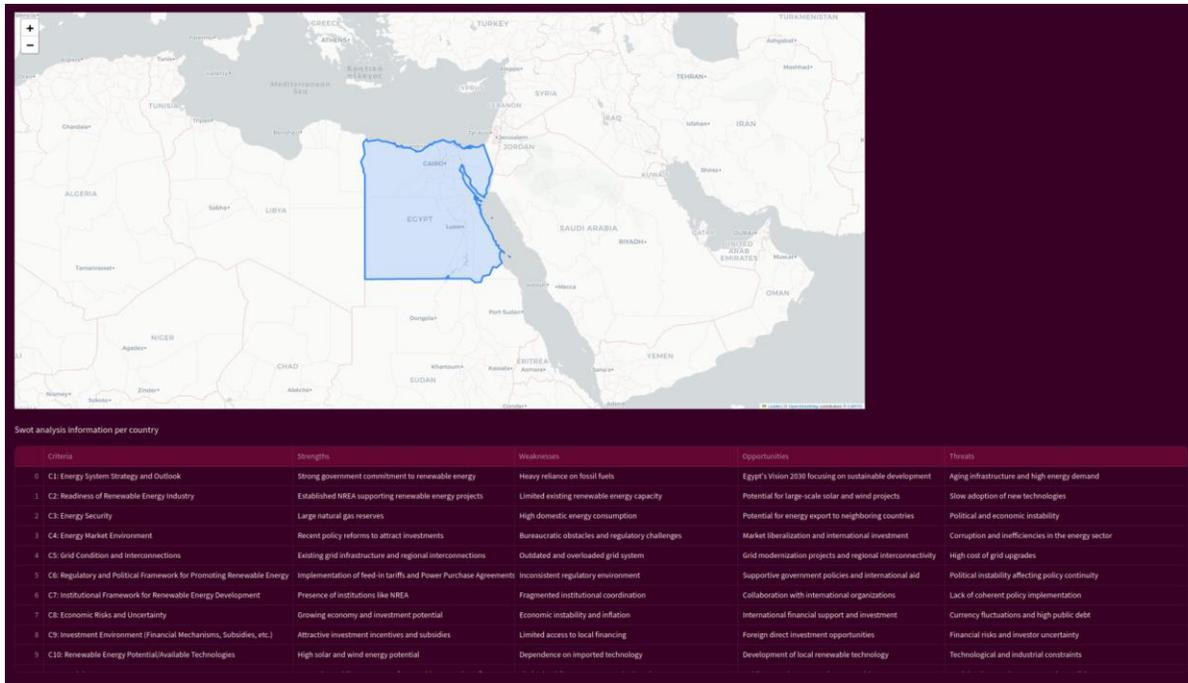 +
−
GREECE
TURKEY
TURKMENISTAN
ATHENS
Tunis
Ashgabat
Mashhad
Aleppo
TEHRAN
Mediterranean
Sea
CYPRUS
SYRIA
LEBANON
TUNISIA
Tripoli
Benghazi
IRAQ
Isfahan
IRAN
Ghardaia
Jerusalem
JORDAN
CAIRO
Shiraz
KUWAIT
ALGERIA
Sabha
LIBYA
EGYPT
Luxor
SAUDI ARABIA
RIYADH
QATAR
DUBAI
UNITED
ARAB
EMIRATES
Muscat
Tamanrasset
Jeddah
Mecca
OMAN
Dongola
Port Sudan
NIGER
Agadez
CHAD
Khartoum
ERITREA
Kassala
Asmara
Sana'a
YEMEN
SUDAN
Niamey
Zinder
Sokoto
Abéché
Gondar
Aden
Swot analysis information per country
Criteria Strengths Weaknesses Opportunities Threats
0 C1: Energy System Strategy and Outlook Strong government commitment to renewable energy Heavy reliance on fossil fuels Egypt's Vision 2030 focusing on sustainable development Aging infrastructure and high energy demand
1 C2: Readiness of Renewable Energy Industry Established NREA supporting renewable energy projects Limited existing renewable energy capacity Potential for large-scale solar and wind projects Slow adoption of new technologies
2 C3: Energy Security Large natural gas reserves High domestic energy consumption Potential for energy export to neighboring countries Political and economic instability
3 C4: Energy Market Environment Recent policy reforms to attract investments Bureaucratic obstacles and regulatory challenges Market liberalization and international investment Corruption and inefficiencies in the energy sector
4 C5: Grid Condition and Interconnections Existing grid infrastructure and regional interconnections Outdated and overloaded grid system Grid modernization projects and regional interconnectivity High cost of grid upgrades
5 C6: Regulatory and Political Framework for Promoting Renewable Energy Implementation of feed-in tariffs and Power Purchase Agreements Inconsistent regulatory environment Supportive government policies and international aid Political instability affecting policy continuity
6 C7: Institutional Framework for Renewable Energy Development Presence of institutions like NREA Fragmented institutional coordination Collaboration with international organizations Lack of coherent policy implementation
7 C8: Economic Risks and Uncertainty Growing economy and investment potential Economic instability and inflation International financial support and investment Currency fluctuations and high public debt
8 C9: Investment Environment (Financial Mechanisms, Subsidies, etc.) Attractive investment incentives and subsidies Limited access to local financing Foreign direct investment opportunities Financial risks and investor uncertainty
9 C10: Renewable Energy Potential/Available Technologies High solar and wind energy potential Dependence on imported technology Development of local renewable technology Technological and industrial constraints